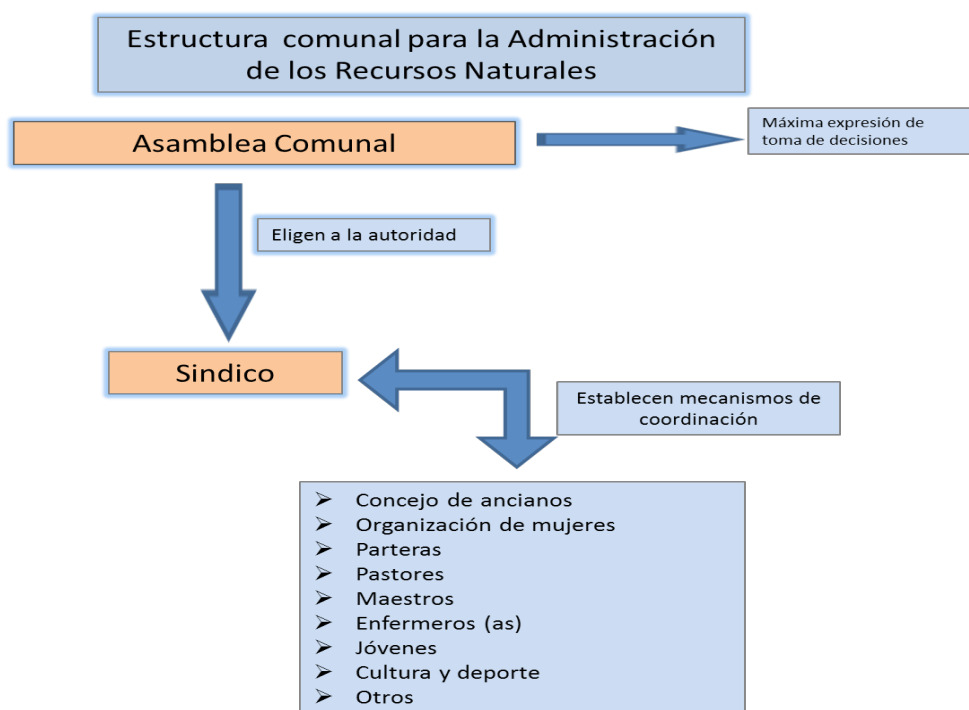 Estructura comunal para la Administración
de los Recursos Naturales
Asamblea Comunal
Máxima expresión de
toma de decisiones
Eligen a la autoridad
Sindico
Establecen mecanismos de
coordinación
Concejo de ancianos
Organización de mujeres
Parteras
Pastores
Maestros
Enfermeros (as)
Jóvenes
Cultura y deporte
Otros